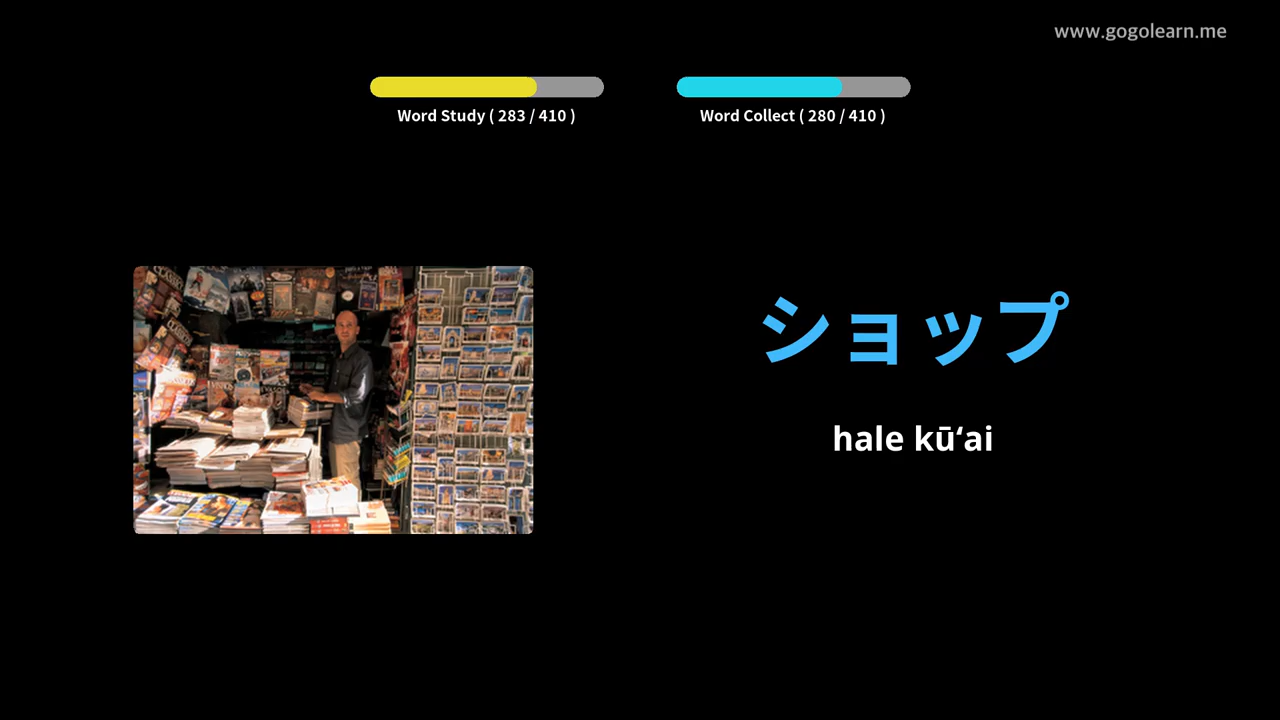 www.gogolearn.me
Word Study ( 283 / 410 )
Word Collect ( 280 / 410 )
ショップ
hale kūʻai